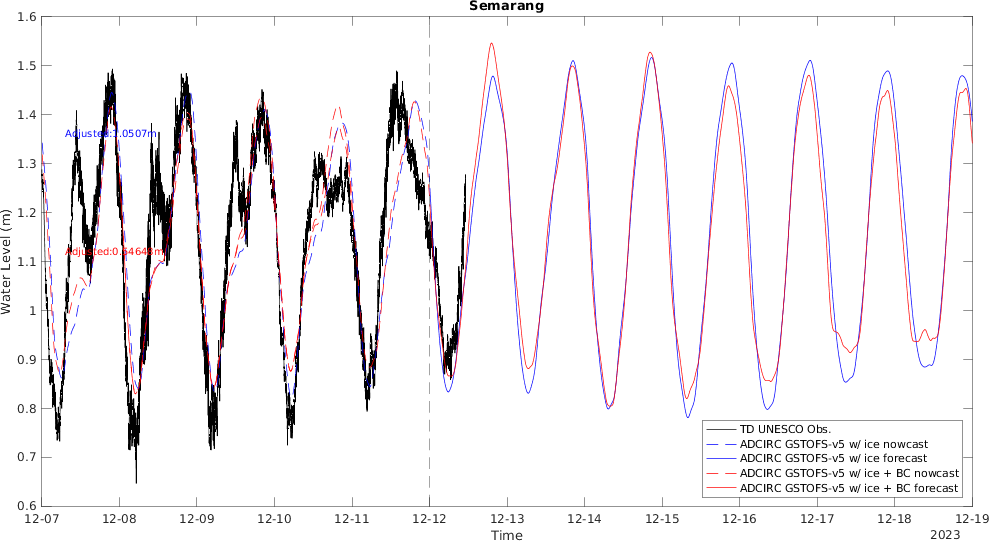 Semarang
1.6
1.5
1.4
1.3
1.2
1.1
1
0.9
0.8
0.7
0.6
Water Level (m)
Adjusted:1.0507m
12-07
12-08
12-09
12-10
12-11
12-12
12-13
12-14
12-15
12-16
12-17
12-18
12-19
Time
2023
TD UNESCO Obs.
ADCIRC GSTOFS-v5 w/ ice nowcast
ADCIRC GSTOFS-v5 w/ ice forecast
ADCIRC GSTOFS-v5 w/ ice + BC nowcast
ADCIRC GSTOFS-v5 w/ ice + BC forecast